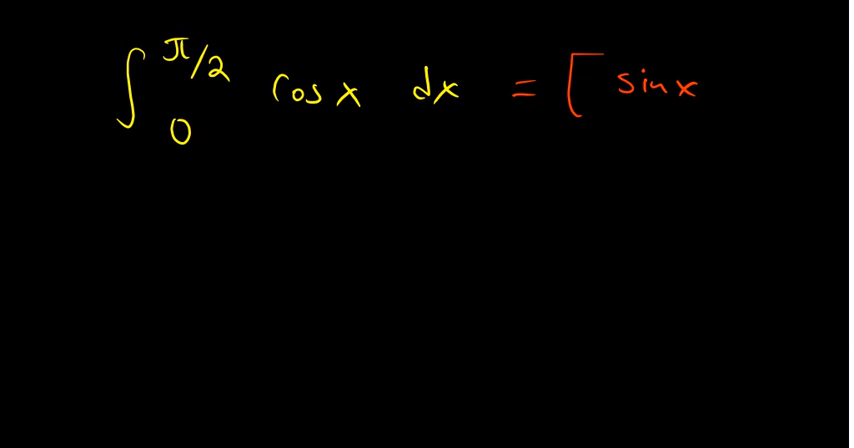 ∫₀^π/2 cos x dx = [ sin x